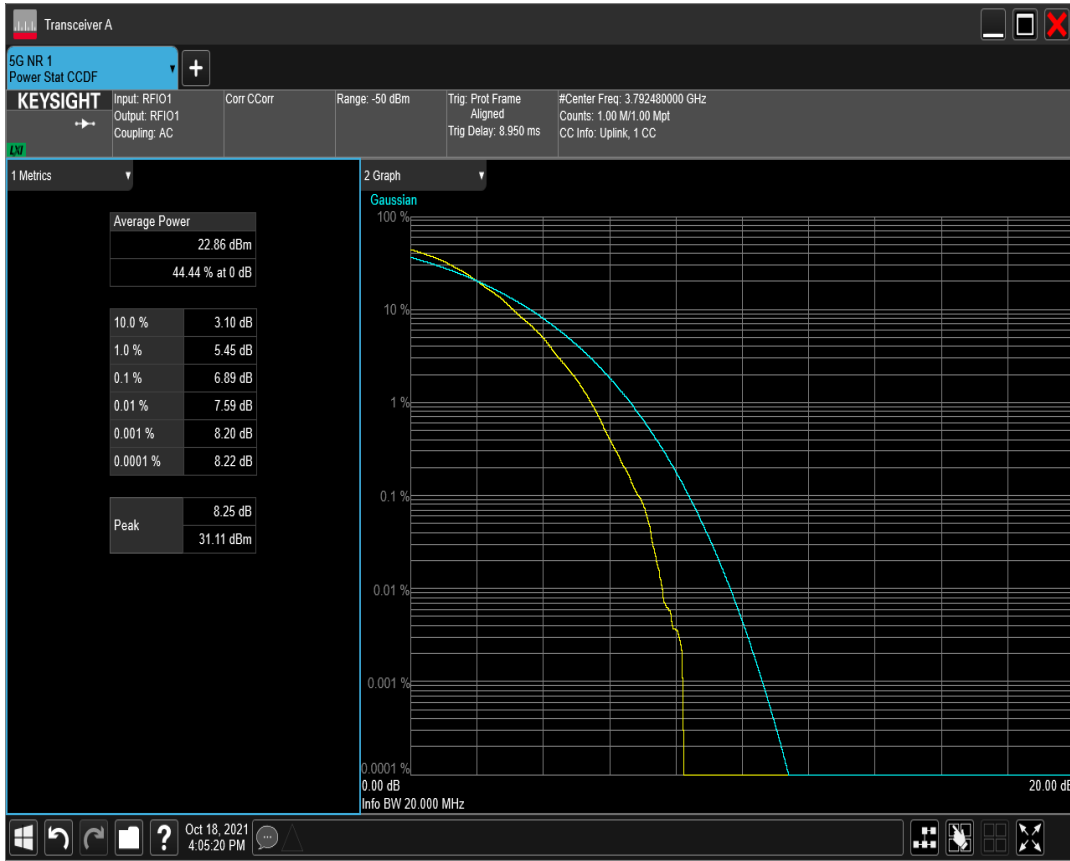 Transceiver A
5G NR 1
Power Stat CCDF
KEYSIGHT
LXI
Input: RFIO1
Output: RFIO1
Coupling: AC
Corr CCorr
Range: -50 dBm
Trig: Prot Frame
Aligned
Trig Delay: 8.950 ms
#Center Freq: 3.792480000 GHz
Counts: 1.00 M/1.00 Mpt
CC Info: Uplink, 1 CC
1 Metrics
Average Power
22.86 dBm
44.44 % at 0 dB
10.0 % 3.10 dB
1.0 % 5.45 dB
0.1 % 6.89 dB
0.01 % 7.59 dB
0.001 % 8.20 dB
0.0001 % 8.22 dB
Peak 8.25 dB
31.11 dBm
2 Graph
Gaussian
100 %
10 %
1 %
0.1 %
0.01 %
0.001 %
0.0001 %
0.00 dB 20.00 dB
Info BW 20.000 MHz
Oct 18, 2021
4:05:20 PM